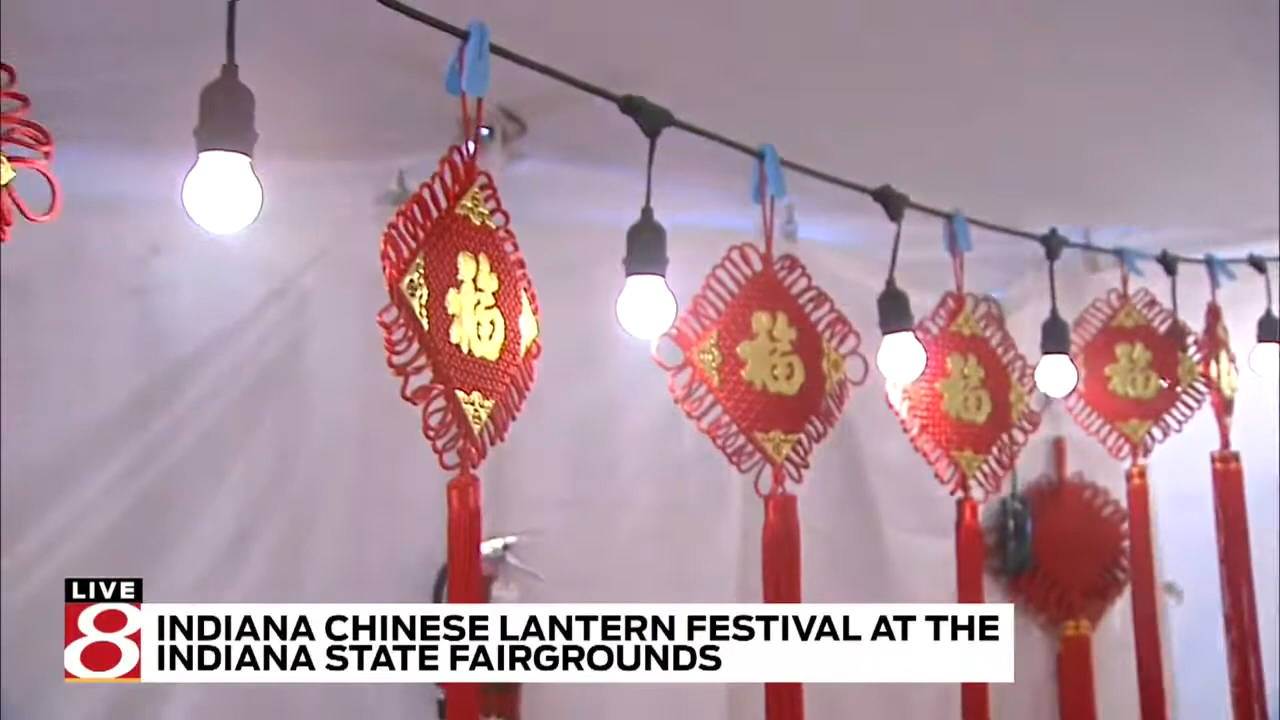 福
福
福
福
LIVE
8
INDIANA CHINESE LANTERN FESTIVAL AT THE
INDIANA STATE FAIRGROUNDS